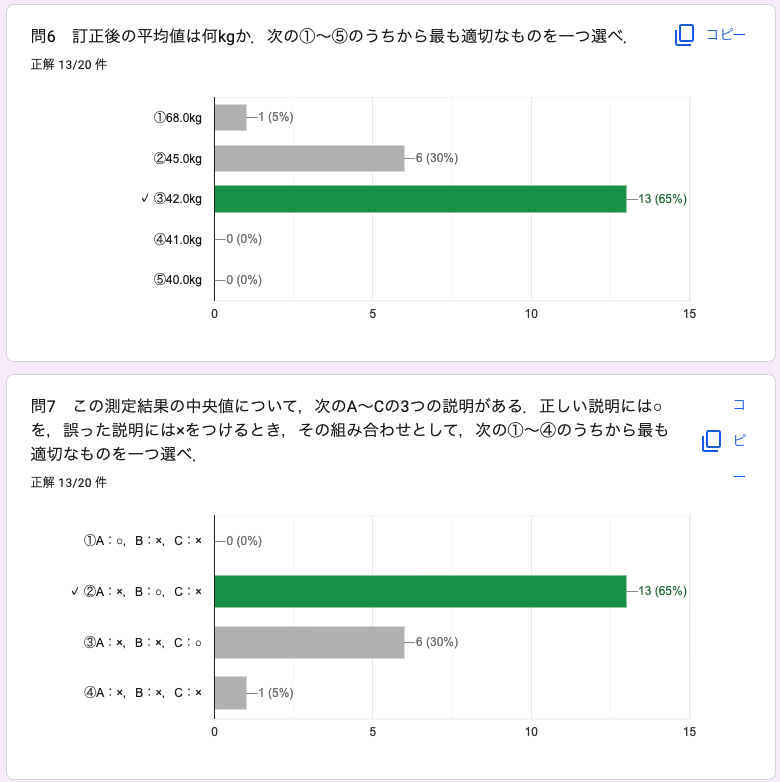 問6　訂正後の平均値は何kgか．次の①〜⑤のうちから最も適切なものを一つ選べ．
コピー
正解 13/20 件
①68.0kg
1 (5%)
②45.0kg
6 (30%)
✓ ③42.0kg
13 (65%)
④41.0kg
0 (0%)
⑤40.0kg
0 (0%)
0 5 10 15
問7　この測定結果の中央値について，次のA〜Cの3つの説明がある．正しい説明には○
を，誤った説明には×をつけるとき，その組み合わせとして，次の①〜④のうちから最も
適切なものを一つ選べ．
コ
ピ
ー
正解 13/20 件
①A：○，B：×，C：×
0 (0%)
✓ ②A：×，B：○，C：×
13 (65%)
③A：×，B：×，C：○
6 (30%)
④A：×，B：×，C：×
1 (5%)
0 5 10 15